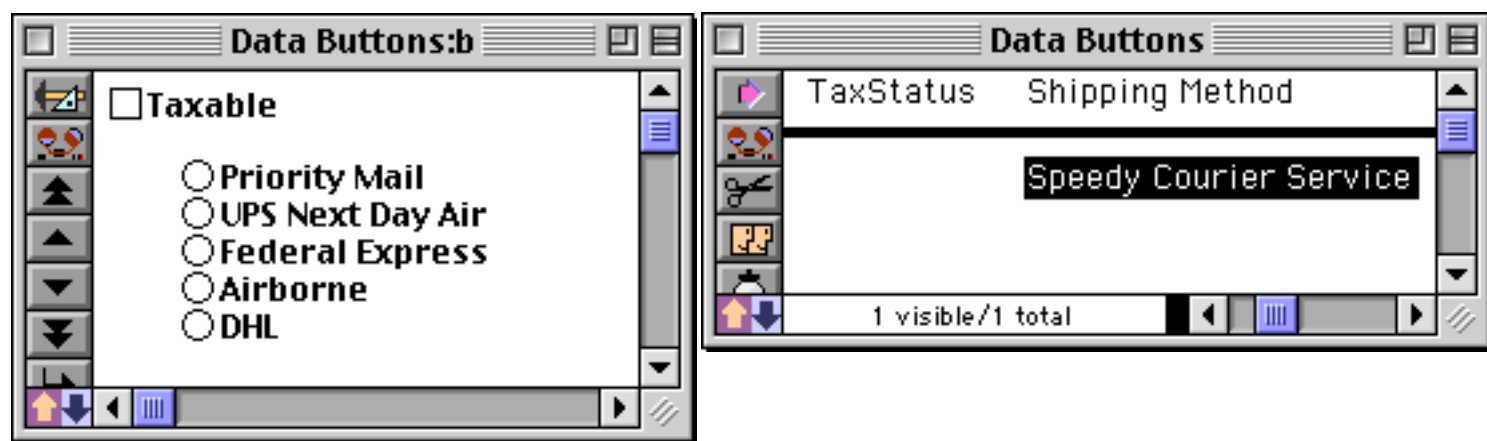 Data Buttons:b
Taxable
Priority Mail
UPS Next Day Air
Federal Express
Airborne
DHL
Data Buttons
TaxStatus Shipping Method
Speedy Courier Service
1 visible/1 total